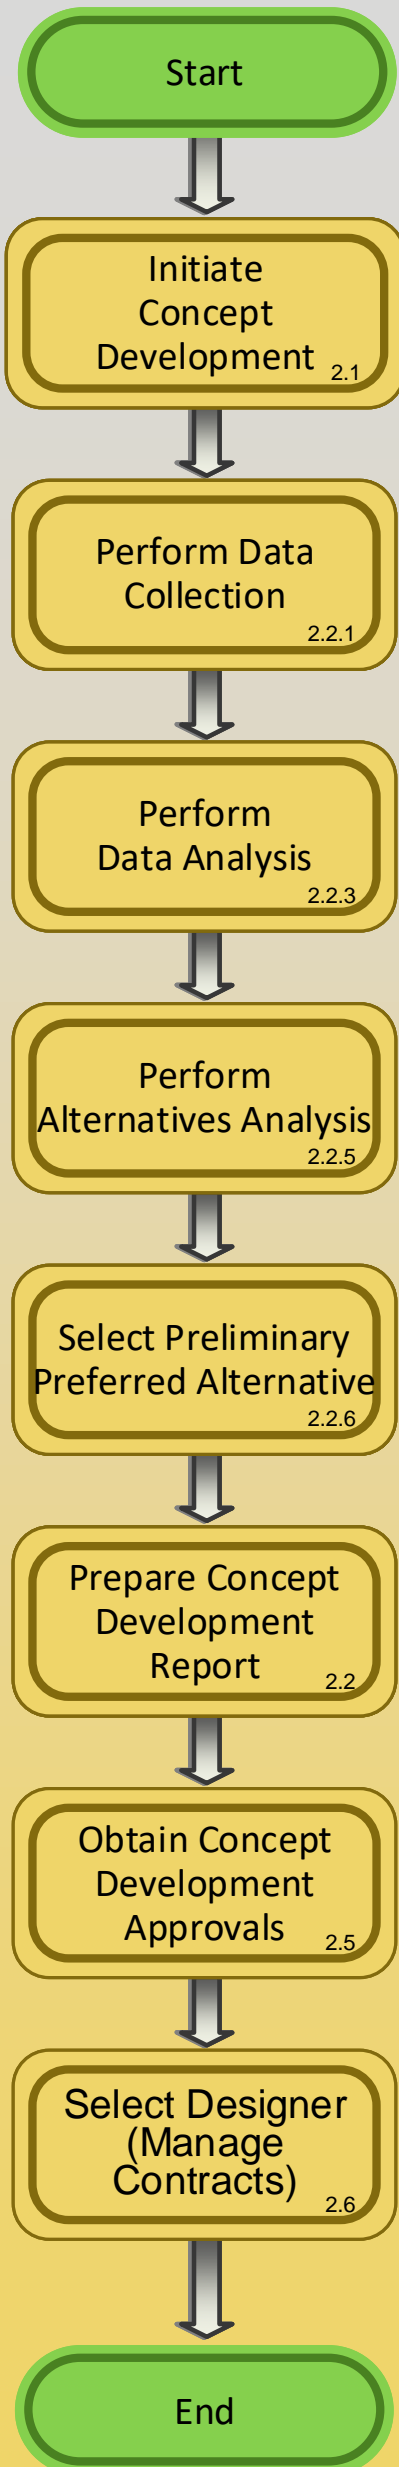 Start
Initiate
Concept
Development
2.1
Perform Data
Collection
2.2.1
Perform
Data Analysis
2.2.3
Perform
Alternatives Analysis
2.2.5
Select Preliminary
Preferred Alternative
2.2.6
Prepare Concept
Development
Report
2.2
Obtain Concept
Development
Approvals
2.5
Select Designer
(Manage
Contracts)
2.6
End